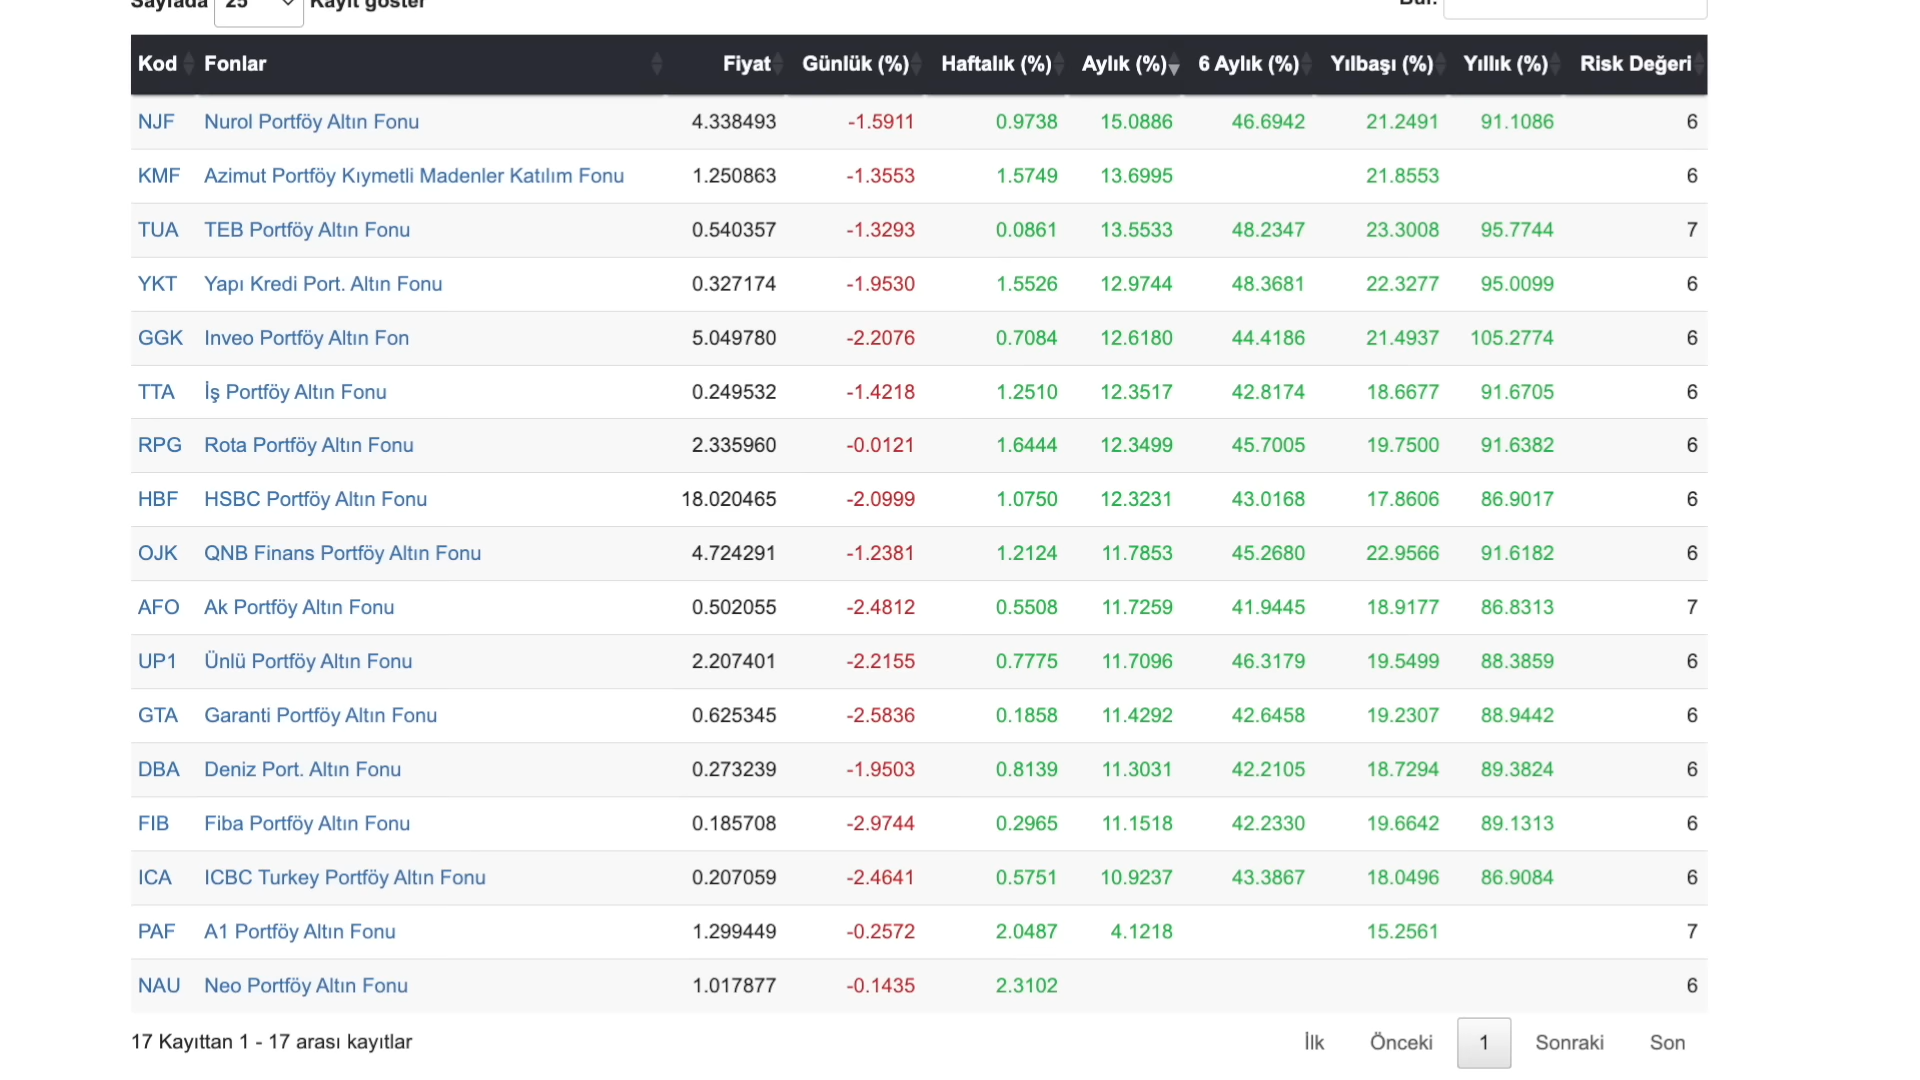 Sayfada 25 Kayıt göster
Bul:
Kod Fonlar Fiyat Günlük (%) Haftalık (%) Aylık (%) 6 Aylık (%) Yılbaşı (%) Yıllık (%) Risk Değeri
NJF Nurol Portföy Altın Fonu 4.338493 -1.5911 0.9738 15.0886 46.6942 21.2491 91.1086 6
KMF Azimut Portföy Kıymetli Madenler Katılım Fonu 1.250863 -1.3553 1.5749 13.6995 21.8553 6
TUA TEB Portföy Altın Fonu 0.540357 -1.3293 0.0861 13.5533 48.2347 23.3008 95.7744 7
YKT Yapı Kredi Port. Altın Fonu 0.327174 -1.9530 1.5526 12.9744 48.3681 22.3277 95.0099 6
GGK Inveo Portföy Altın Fon 5.049780 -2.2076 0.7084 12.6180 44.4186 21.4937 105.2774 6
TTA İş Portföy Altın Fonu 0.249532 -1.4218 1.2510 12.3517 42.8174 18.6677 91.6705 6
RPG Rota Portföy Altın Fonu 2.335960 -0.0121 1.6444 12.3499 45.7005 19.7500 91.6382 6
HBF HSBC Portföy Altın Fonu 18.020465 -2.0999 1.0750 12.3231 43.0168 17.8606 86.9017 6
OJK QNB Finans Portföy Altın Fonu 4.724291 -1.2381 1.2124 11.7853 45.2680 22.9566 91.6182 6
AFO Ak Portföy Altın Fonu 0.502055 -2.4812 0.5508 11.7259 41.9445 18.9177 86.8313 7
UP1 Ünlü Portföy Altın Fonu 2.207401 -2.2155 0.7775 11.7096 46.3179 19.5499 88.3859 6
GTA Garanti Portföy Altın Fonu 0.625345 -2.5836 0.1858 11.4292 42.6458 19.2307 88.9442 6
DBA Deniz Port. Altın Fonu 0.273239 -1.9503 0.8139 11.3031 42.2105 18.7294 89.3824 6
FIB Fiba Portföy Altın Fonu 0.185708 -2.9744 0.2965 11.1518 42.2330 19.6642 89.1313 6
ICA ICBC Turkey Portföy Altın Fonu 0.207059 -2.4641 0.5751 10.9237 43.3867 18.0496 86.9084 6
PAF A1 Portföy Altın Fonu 1.299449 -0.2572 2.0487 4.1218 15.2561 7
NAU Neo Portföy Altın Fonu 1.017877 -0.1435 2.3102 6
17 Kayıttan 1 - 17 arası kayıtlar İlk Önceki 1 Sonraki Son